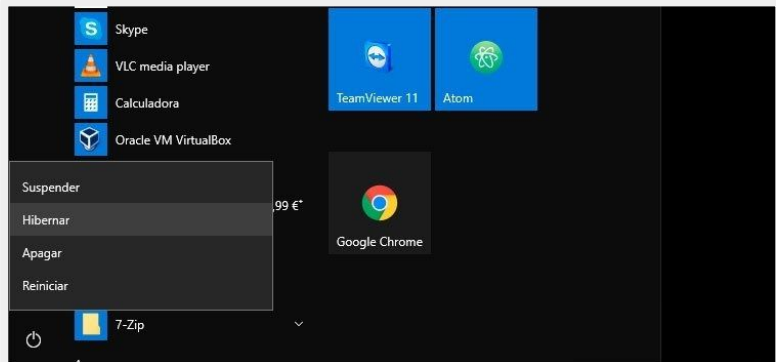 Skype
VLC media player
Calculadora
Oracle VM VirtualBox
Suspender
Hibernar
Apagar
Reiniciar
,99 €*
7-Zip
TeamViewer 11
Atom
Google Chrome